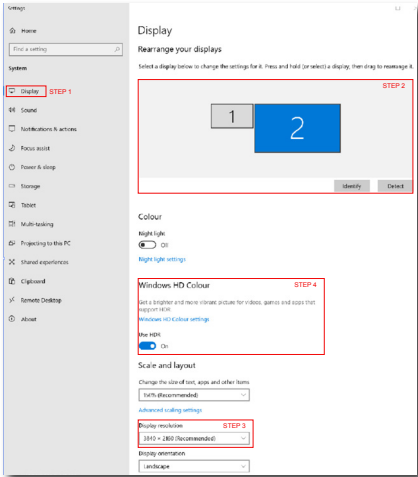 Settings
Home
Find a setting
System
Display STEP 1
Sound
Notifications & actions
Focus assist
Power & sleep
Storage
Tablet
Multi-tasking
Projecting to this PC
Shared experiences
Clipboard
Remote Desktop
About
Display
Rearrange your displays
Select a display below to change the settings for it. Press and hold (or select) a display, then drag to rearrange it.
STEP 2
1
2
Identify
Detect
Colour
Night light
Off
Night light settings
Windows HD Colour STEP 4
Get a brighter and more vibrant picture for videos, games and apps that
support HDR.
Windows HD Colour settings
Use HDR
On
Scale and layout
Change the size of text, apps and other items
150% (Recommended)
Advanced scaling settings
Display resolution STEP 3
3840 × 2160 (Recommended)
Display orientation
Landscape